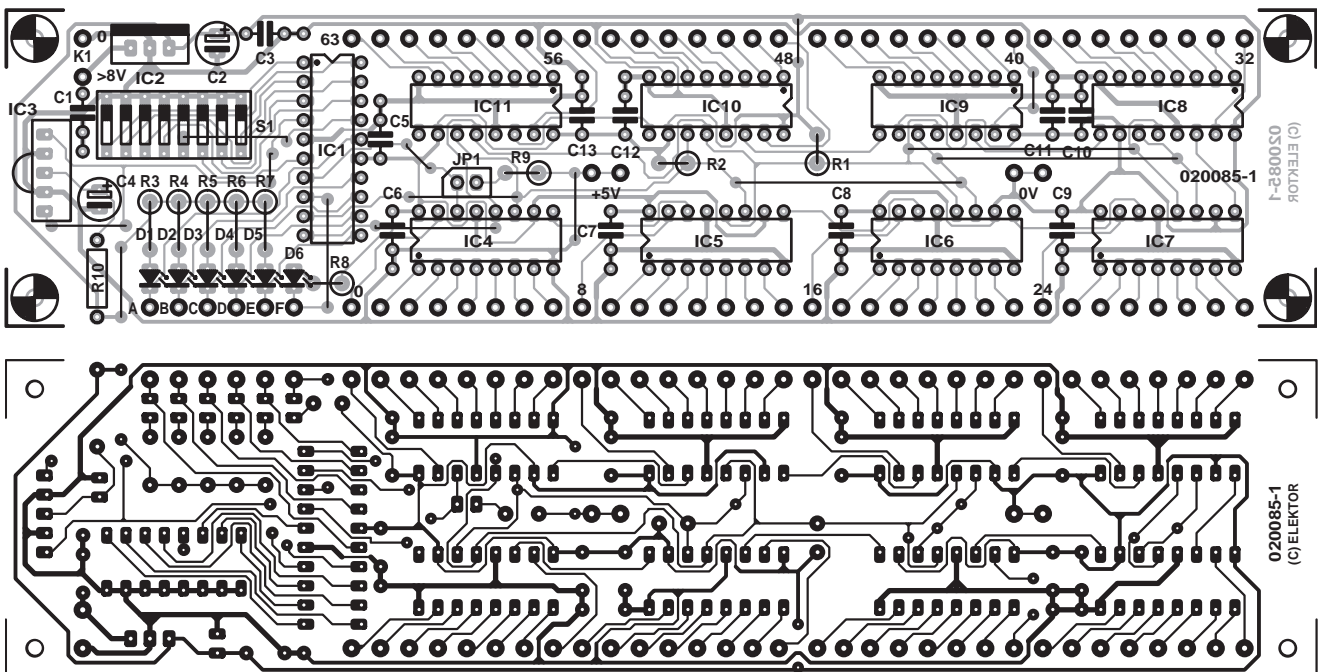 63
56
48
40
32
K1
0
>8V
IC2
C2
C3
IC3
C1
S1
IC1
C5
IC11
IC10
IC9
IC8
C13
C12
C11
C10
JP1
R9
R2
R1
+5V
0V
020085-1
(C) ELEKTOR
020085-1
C4
R3
R4
R5
R6
R7
D1
D2
D3
D4
D5
D6
R10
R8
C6
C7
C8
C9
IC4
IC5
IC6
IC7
A
B
C
D
E
F
0
8
16
24
020085-1
(C) ELEKTOR